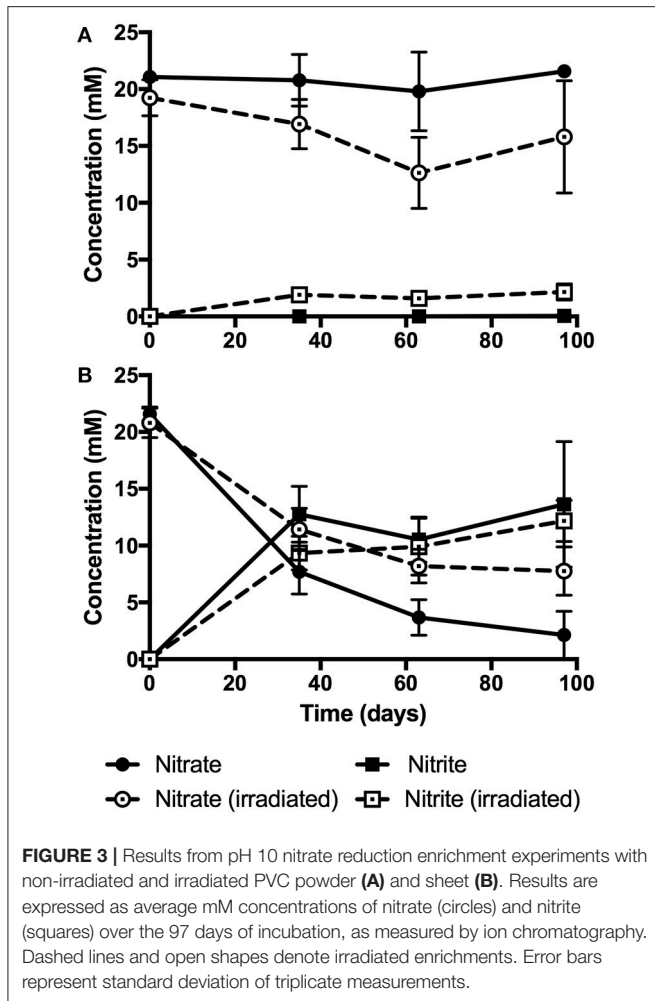 A
25
20
15
10
5
0
Concentration (mM)
0 20 40 60 80 100
B
25
20
15
10
5
0
Concentration (mM)
0 20 40 60 80 100
Time (days)
Nitrate Nitrite
Nitrate (irradiated) Nitrite (irradiated)
FIGURE 3 | Results from pH 10 nitrate reduction enrichment experiments with
non-irradiated and irradiated PVC powder (A) and sheet (B). Results are
expressed as average mM concentrations of nitrate (circles) and nitrite
(squares) over the 97 days of incubation, as measured by ion chromatography.
Dashed lines and open shapes denote irradiated enrichments. Error bars
represent standard deviation of triplicate measurements.